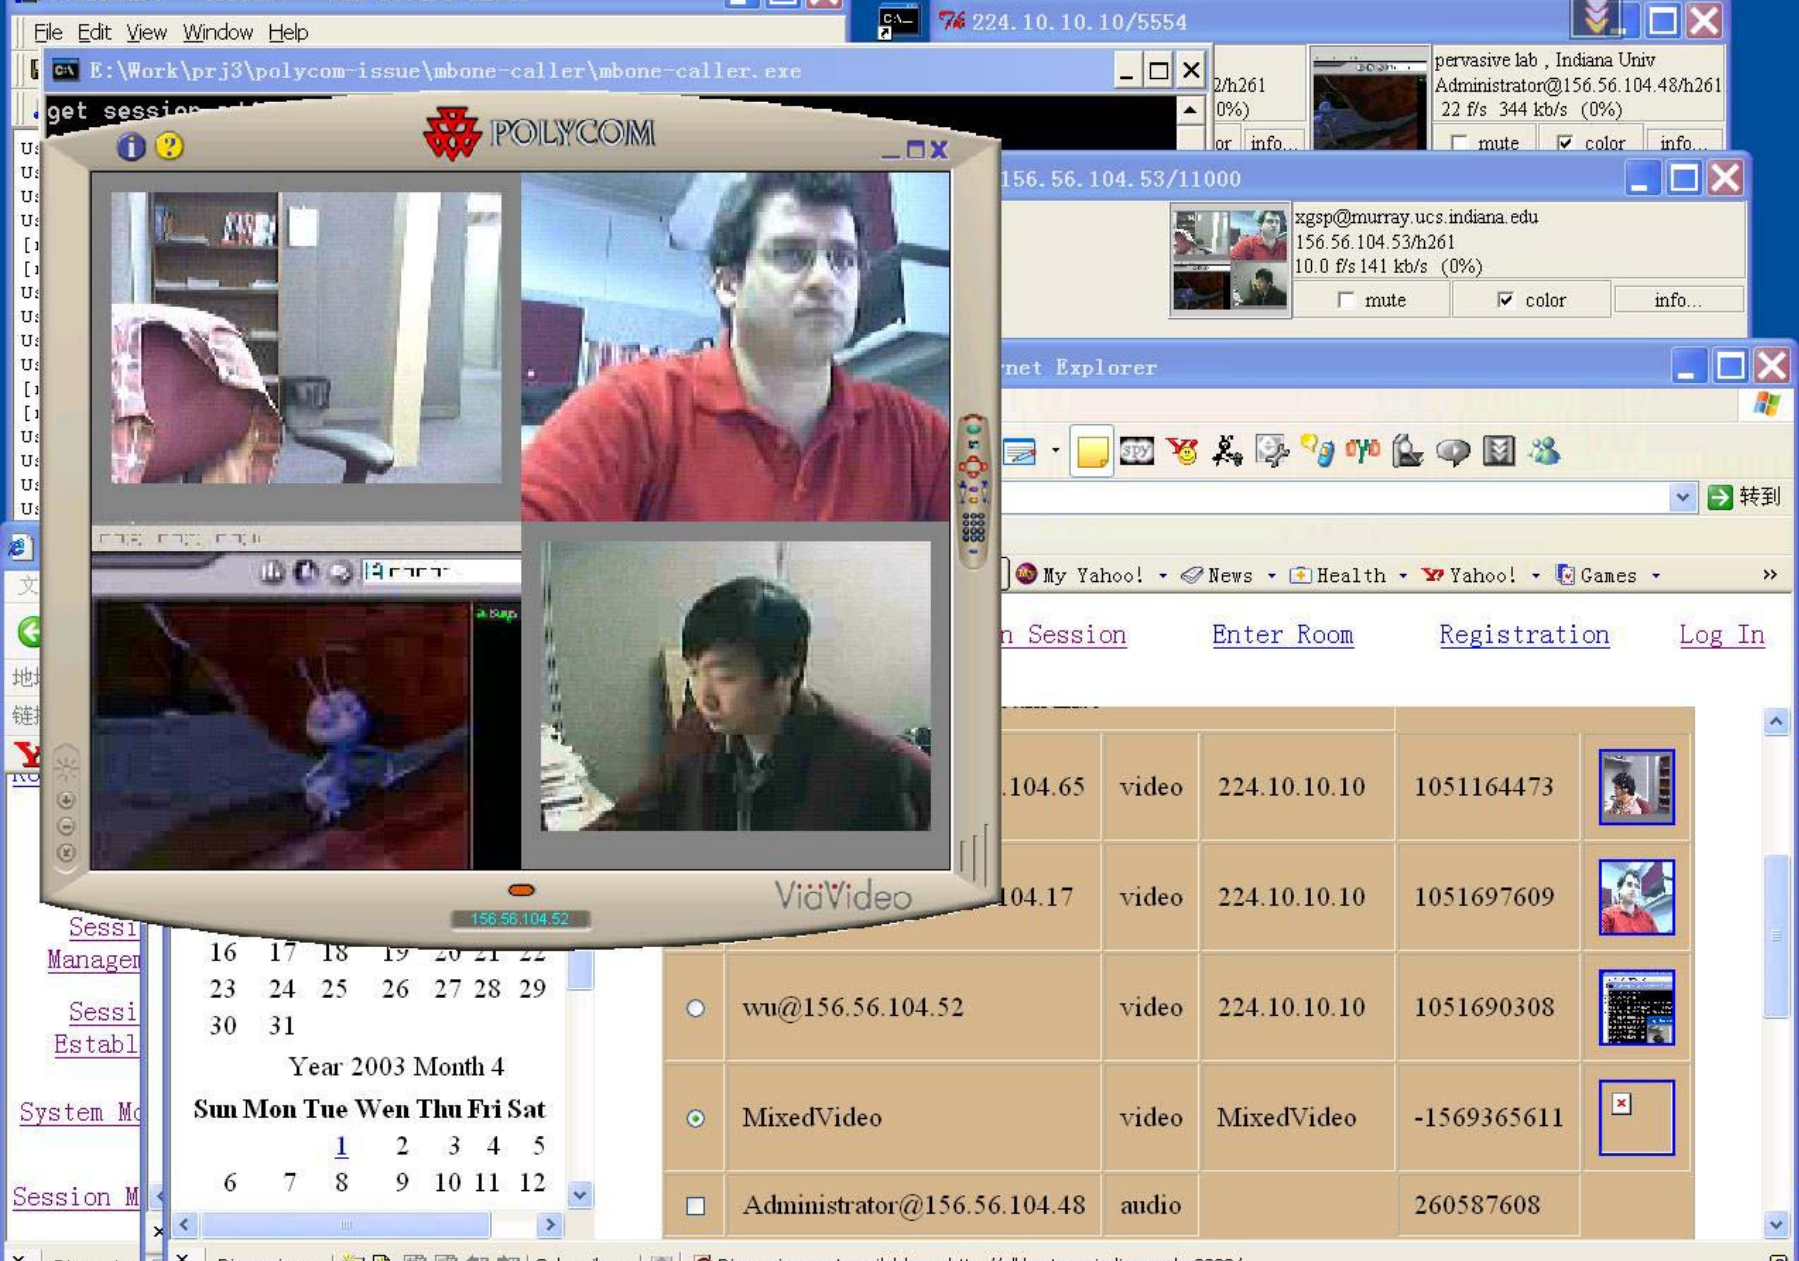 224.10.10.10/5554
File Edit View Window Help
E:\Work\prj3\polycom-issue\mbone-caller\mbone-caller.exe
pervasive lab , Indiana Univ
Administrator@156.56.104.48/h261
22 f/s 344 kb/s (0%)
mute color info...
/h261
0%)
or info...
get session
POLYCOM
156.56.104.53/11000
xgsp@murray.ucs.indiana.edu
156.56.104.53/h261
10.0 f/s 141 kb/s (0%)
mute color info...
net Explorer
转到
My Yahoo! News Health Yahoo! Games
n Session Enter Room Registration Log In
.104.65 video 224.10.10.10 1051164473
104.17 video 224.10.10.10 1051697609
ViaVideo
156.56.104.52
Sessi
Managem
Sessi
Establ
System Mo
Session M
16 17 18 19 20 21 22
23 24 25 26 27 28 29
30 31
Year 2003 Month 4
Sun Mon Tue Wen Thu Fri Sat
1 2 3 4 5
6 7 8 9 10 11 12
wu@156.56.104.52 video 224.10.10.10 1051690308
MixedVideo video MixedVideo -1569365611
Administrator@156.56.104.48 audio 260587608